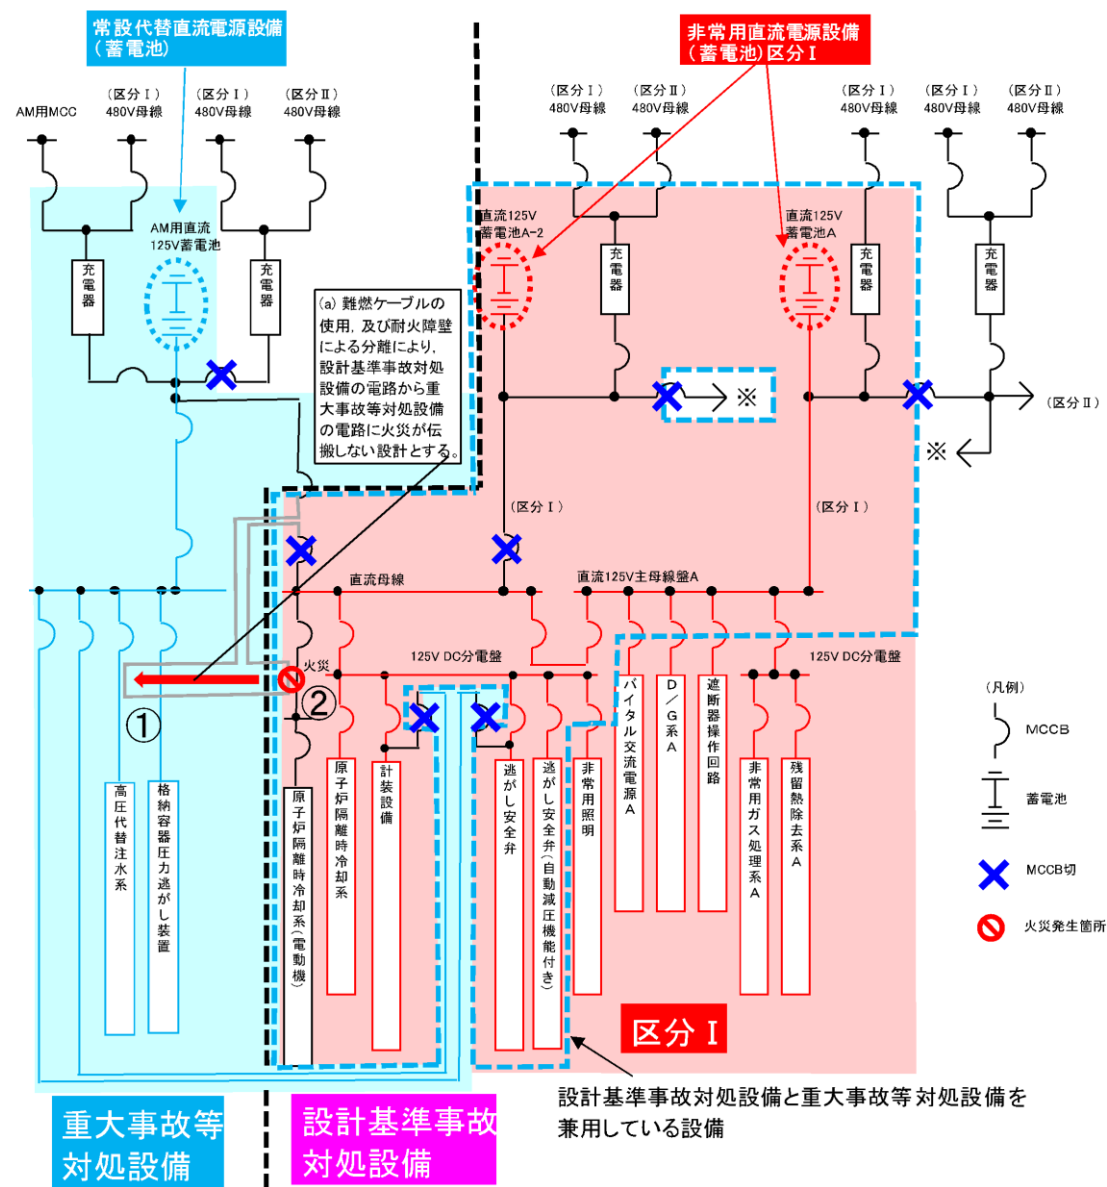 常設代替直流電源設備
(蓄電池)
非常用直流電源設備
(蓄電池)区分Ⅰ
AM用MCC
(区分Ⅰ)
480V母線
(区分Ⅰ)
480V母線
(区分Ⅱ)
480V母線
(区分Ⅰ)
480V母線
(区分Ⅱ)
480V母線
(区分Ⅰ)
480V母線
(区分Ⅰ)
480V母線
(区分Ⅱ)
480V母線
AM用直流
125V蓄電池
直流125V
蓄電池A-2
直流125V
蓄電池A
充電器
充電器
充電器
充電器
充電器
(a) 難燃ケーブルの
使用, 及び耐火障壁
による分離により,
設計基準事故対処
設備の電路から重
大事故等対処設備
の電路に火災が伝
搬しない設計とする。
※
(区分Ⅱ)
※
(区分Ⅰ)
(区分Ⅰ)
直流母線
直流125V主母線盤A
火災
125V DC分電盤
125V DC分電盤
①
②
高圧代替注水系
格納容器圧力逃がし装置
原子炉隔離時冷却系(電動機)
原子炉隔離時冷却系
計装設備
逃がし安全弁
逃がし安全弁(自動減圧機能付き)
非常用照明
バイタル交流電源A
D/G系A
遮断器操作回路
非常用ガス処理系A
残留熱除去系A
(凡例)
MCCB
蓄電池
MCCB切
火災発生箇所
区分Ⅰ
設計基準事故対処設備と重大事故等対処設備を
兼用している設備
重大事故等
対処設備
設計基準事故
対処設備